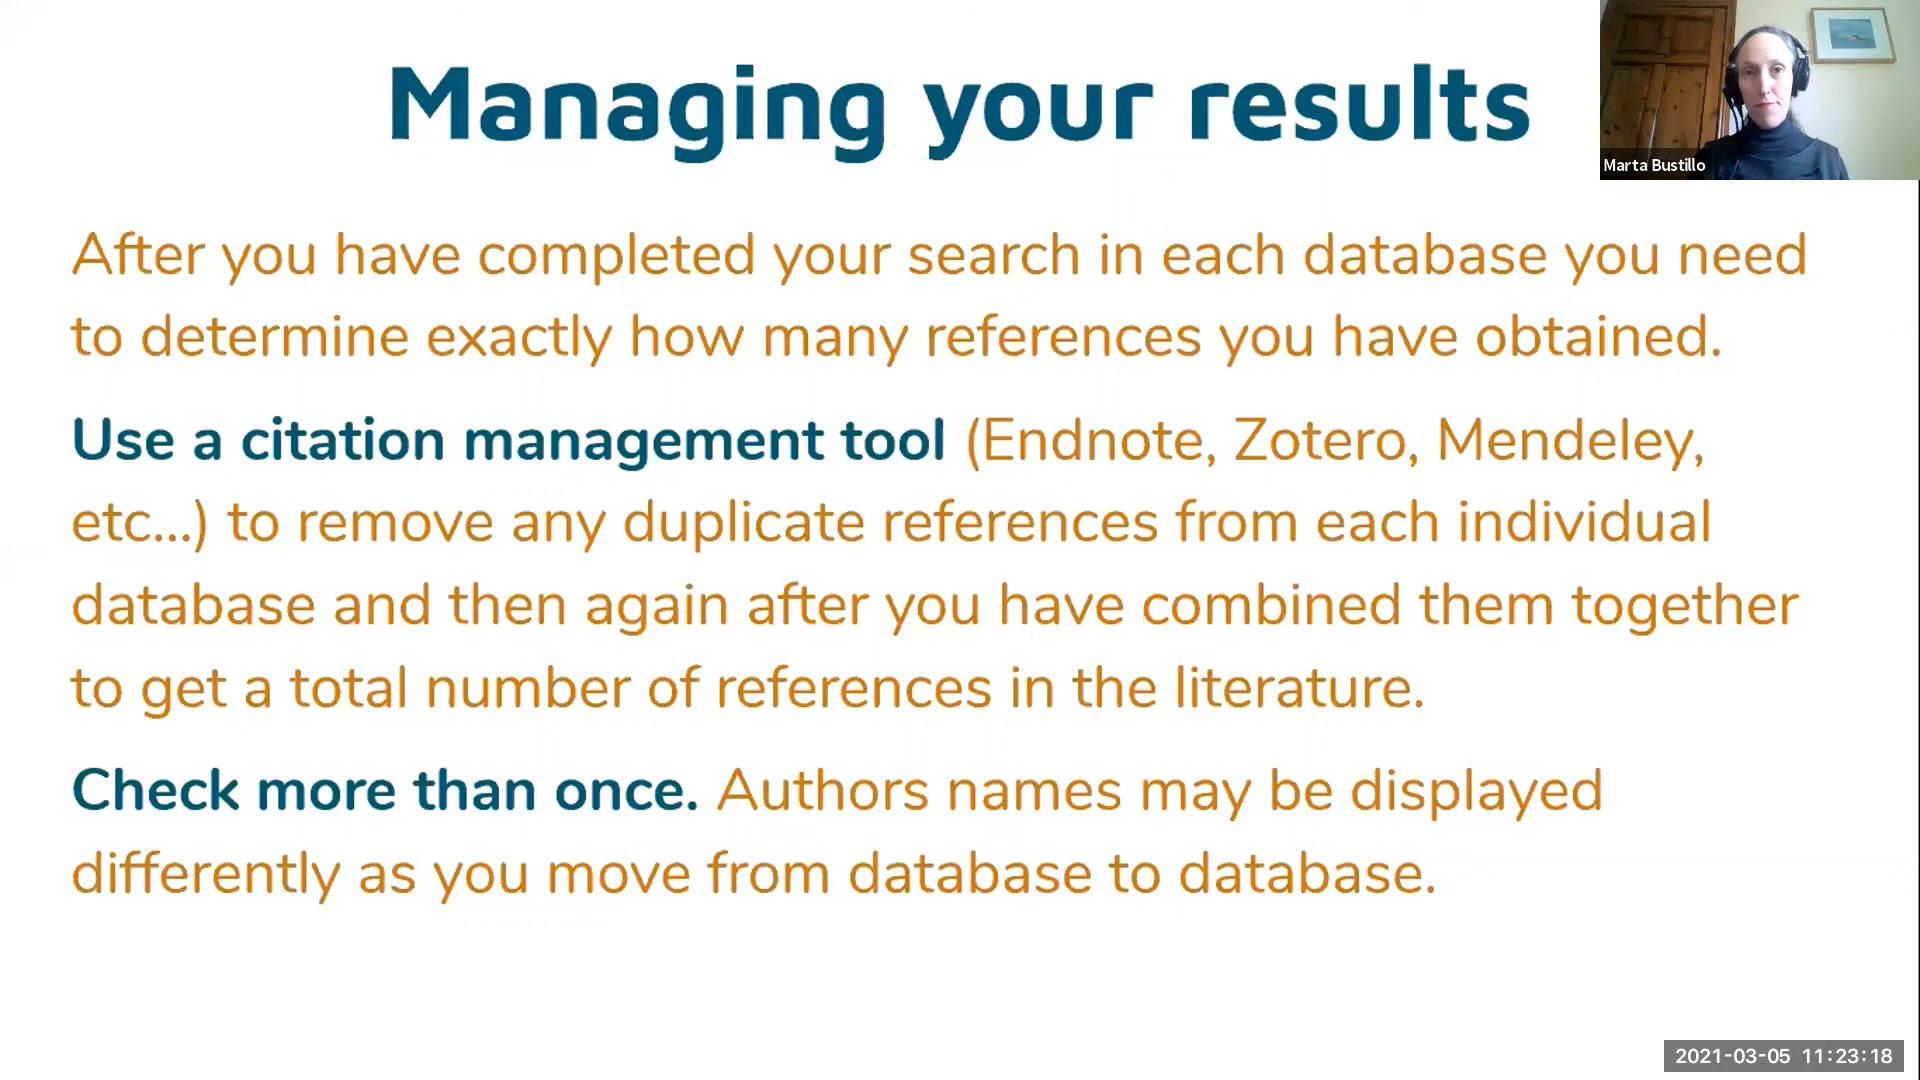 Managing your results
Marta Bustillo
After you have completed your search in each database you need
to determine exactly how many references you have obtained.
Use a citation management tool (Endnote, Zotero, Mendeley,
etc...) to remove any duplicate references from each individual
database and then again after you have combined them together
to get a total number of references in the literature.
Check more than once. Authors names may be displayed
differently as you move from database to database.
2021-03-05 11:23:18